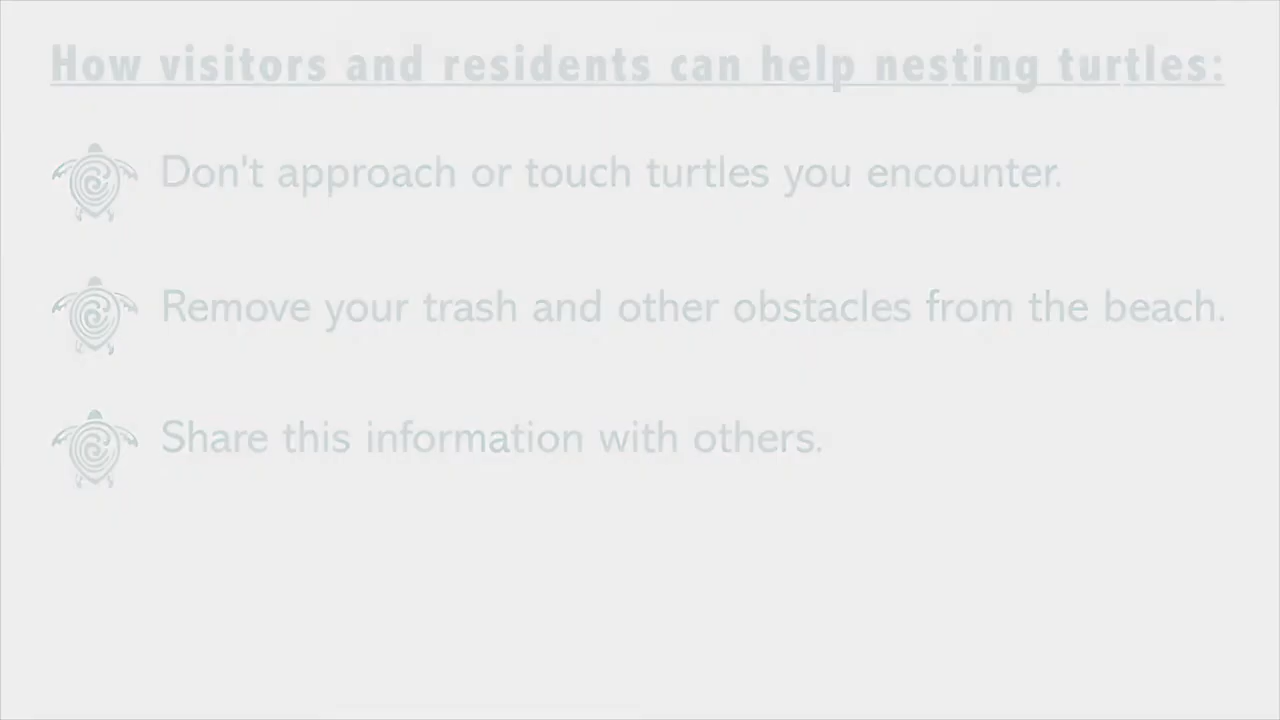 How visitors and residents can help nesting turtles:
Don't approach or touch turtles you encounter.
Remove your trash and other obstacles from the beach.
Share this information with others.